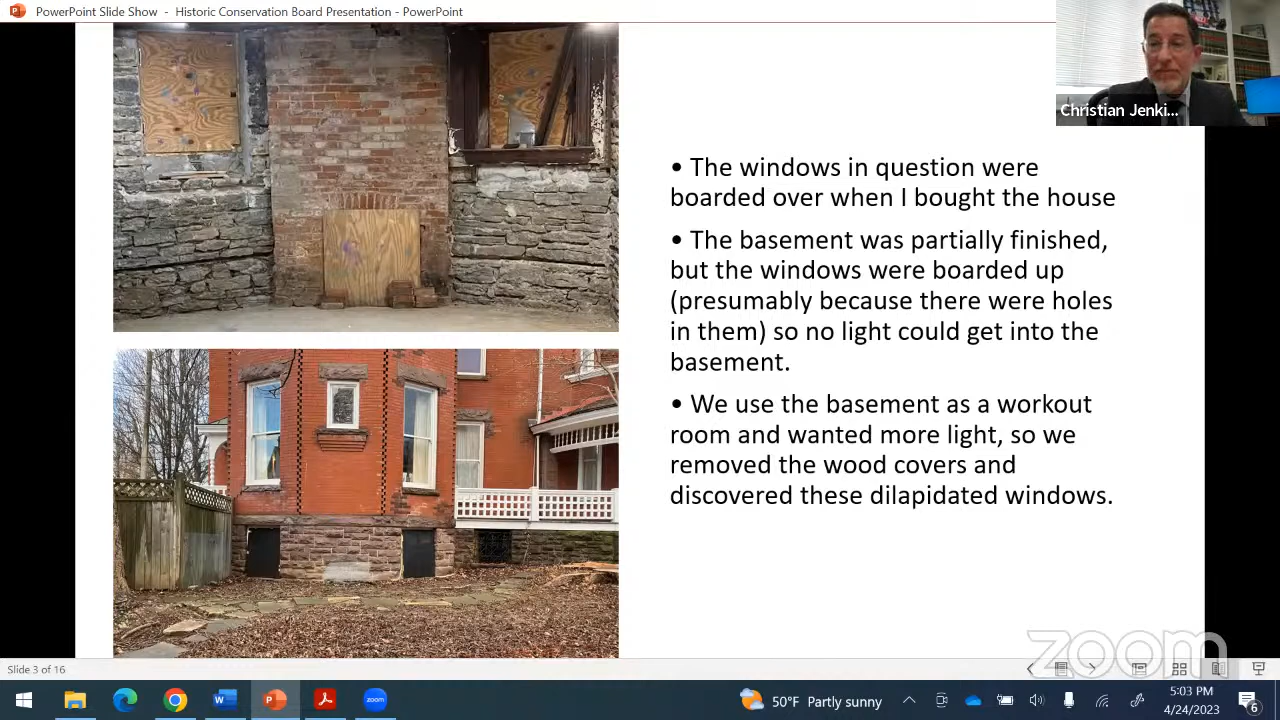 PowerPoint Slide Show - Historic Conservation Board Presentation - PowerPoint
Christian Jenki...
• The windows in question were
boarded over when I bought the house
• The basement was partially finished,
but the windows were boarded up
(presumably because there were holes
in them) so no light could get into the
basement.
• We use the basement as a workout
room and wanted more light, so we
removed the wood covers and
discovered these dilapidated windows.
zoom
Slide 3 of 16
50°F Partly sunny
5:03 PM
4/24/2023
6